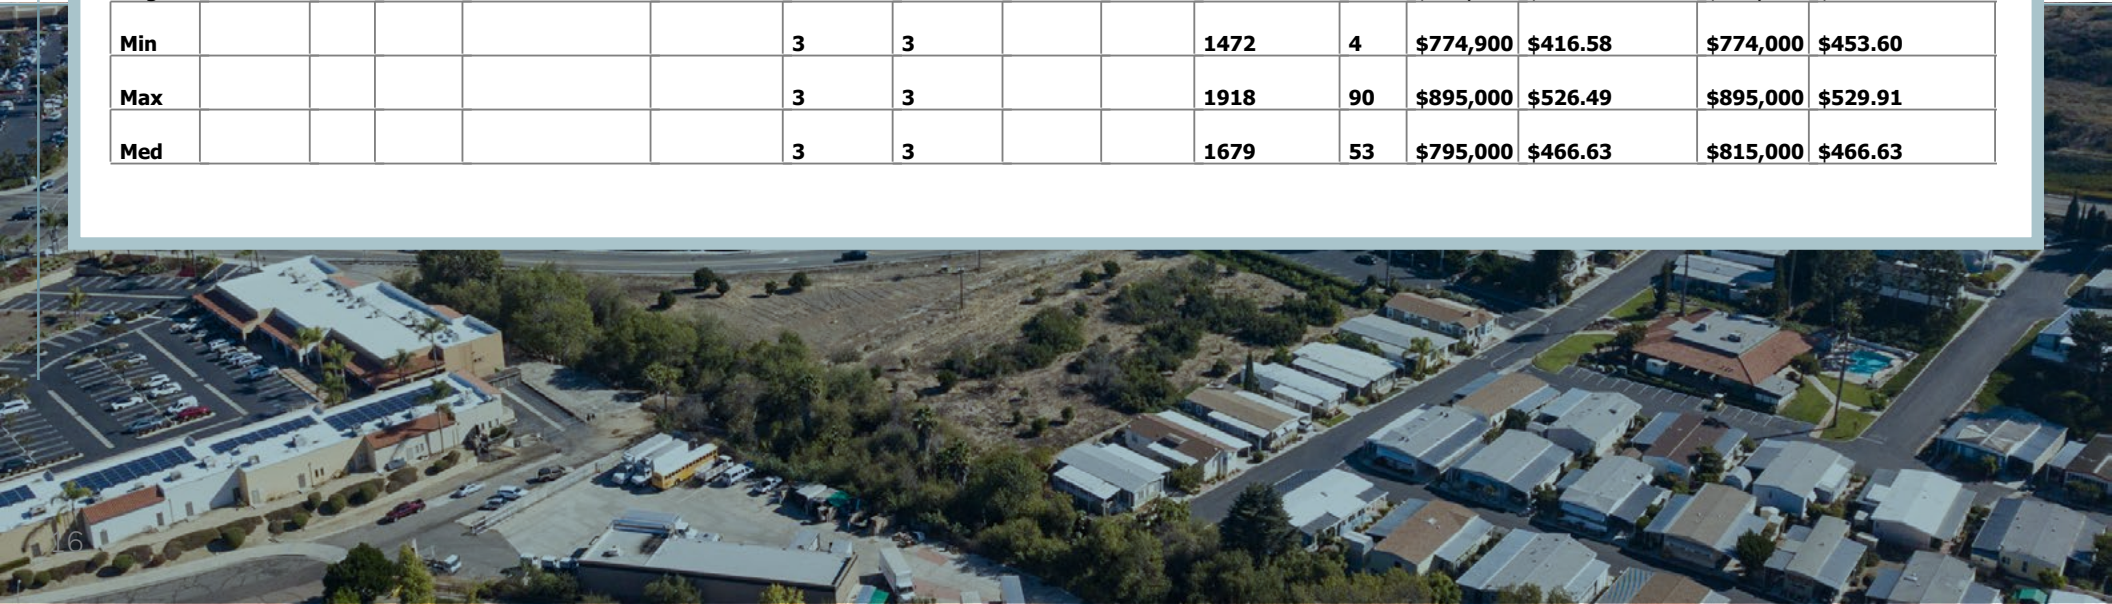 Min 3 3 1472 4 $774,900 $416.58 $774,000 $453.60
Max 3 3 1918 90 $895,000 $526.49 $895,000 $529.91
Med 3 3 1679 53 $795,000 $466.63 $815,000 $466.63
16